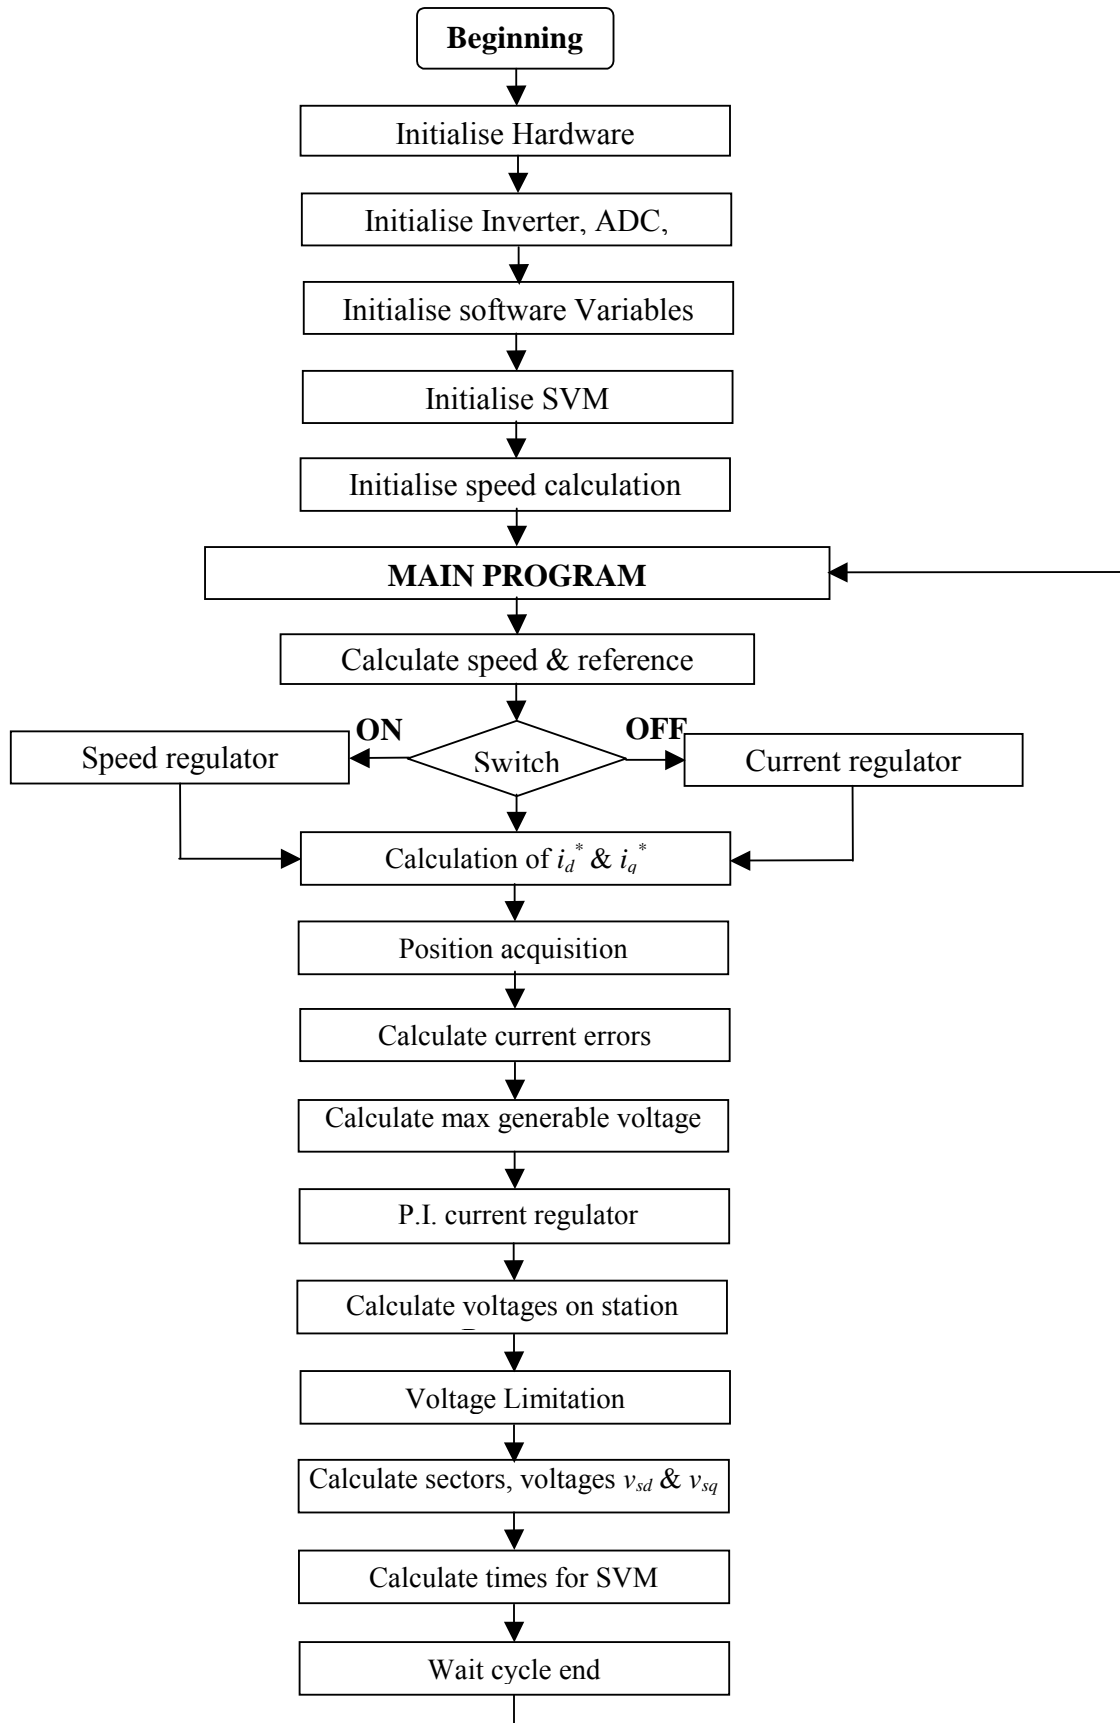 Beginning
Initialise Hardware
Initialise Inverter, ADC,
Initialise software Variables
Initialise SVM
Initialise speed calculation
MAIN PROGRAM
Calculate speed & reference
ON
OFF
Speed regulator
Switch
Current regulator
Calculation of i_d^* & i_q^*
Position acquisition
Calculate current errors
Calculate max generable voltage
P.I. current regulator
Calculate voltages on station
Voltage Limitation
Calculate sectors, voltages v_sd & v_sq
Calculate times for SVM
Wait cycle end